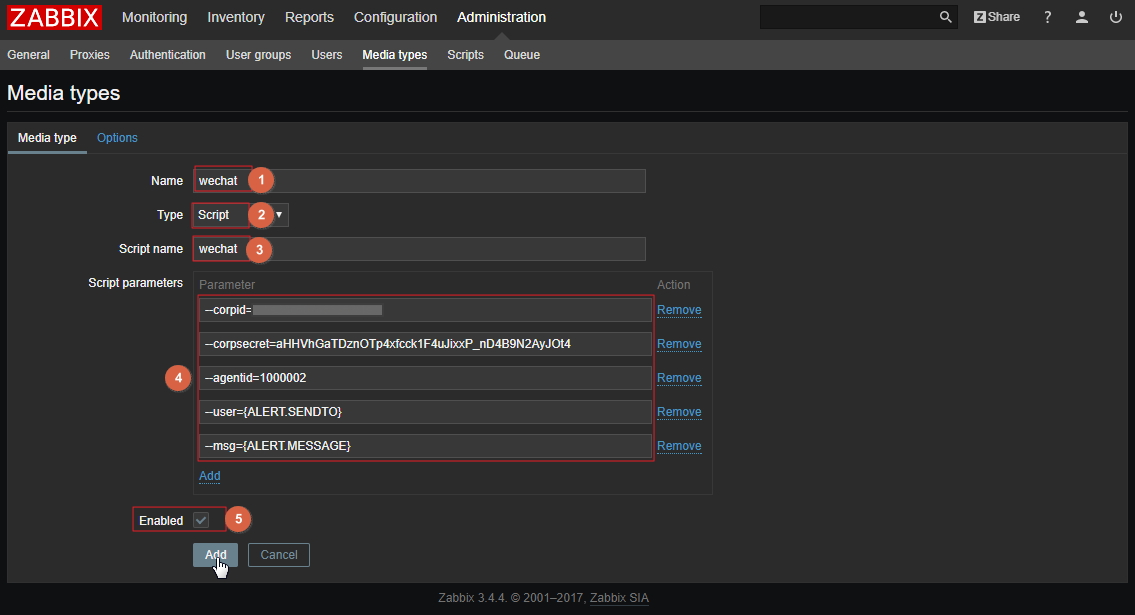 ZABBIX Monitoring Inventory Reports Configuration Administration Z Share ?
General Proxies Authentication User groups Users Media types Scripts Queue
Media types
Media type Options
Name wechat 1
Type Script 2
Script name wechat 3
Script parameters Parameter Action
--corpid= Remove
--corpsecret=aHHVhGaTDznOTp4xfcck1F4uJixxP_nD4B9N2AyJOt4 Remove
4 --agentid=1000002 Remove
--user={ALERT.SENDTO} Remove
--msg={ALERT.MESSAGE} Remove
Add
Enabled 5
Add Cancel
Zabbix 3.4.4. © 2001–2017, Zabbix SIA